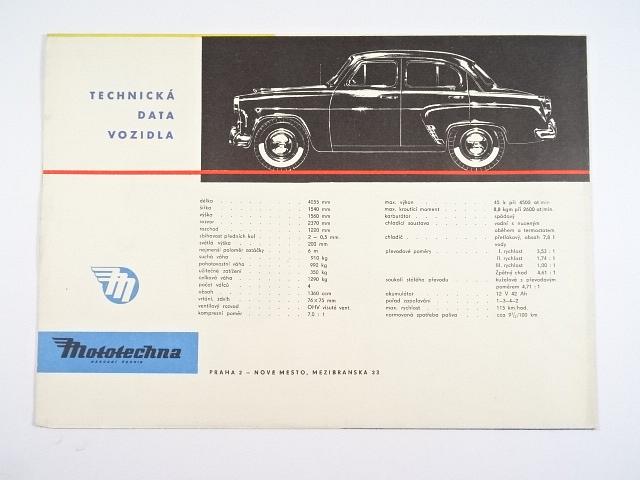 TECHNICKÁ
DATA
VOZIDLA
délka . . . 4055 mm
šířka . . . 1540 mm
výška . . . 1560 mm
rozvor . . . 2370 mm
rozchod . . . 1220 mm
sbíhavost předních kol . . . 2 — 0,5 mm
světlá výška . . . 200 mm
nejmenší poloměr zatáčky . . . 6 m
suchá váha . . . 910 kg
pohotovostní váha . . . 992 kg
užitečné zatížení . . . 350 kg
celková váha . . . 1290 kg
počet válců . . . 4
obsah . . . 1360 ccm
vrtání, zdvih . . . 76 x 75 mm
ventilový rozvod . . . OHV visuté vent.
kompresní poměr . . . 7,0 : 1
max. výkon . . . 45 k při 4500 ot/min
max. krouticí moment . . . 8,8 kgm při 2600 ot/min.
karburátor . . . spádový
chladicí soustava . . . vodní s nuceným
oběhem a termostatem
chladič . . . přetlakový, obsah 7,8 l
vody
převodové poměry . . . I. rychlost 3,53 : 1
II. rychlost 1,74 : 1
III. rychlost 1,00 : 1
Zpětný chod 4,61 : 1
soukolí stálého převodu . . . kuželové s převodovým
poměrem 4,71 : 1
akumulátor . . . 12 V 42 Ah
pořad zapalování . . . 1—3—4—2
max. rychlost . . . 115 km/hod.
normovaná spotřeba paliva . . . cca 9½/100 km
m
Mototechna
NÁRODNÍ PODNIK
PRAHA 2 — NOVÉ MĚSTO, MEZIBRANSKÁ 23